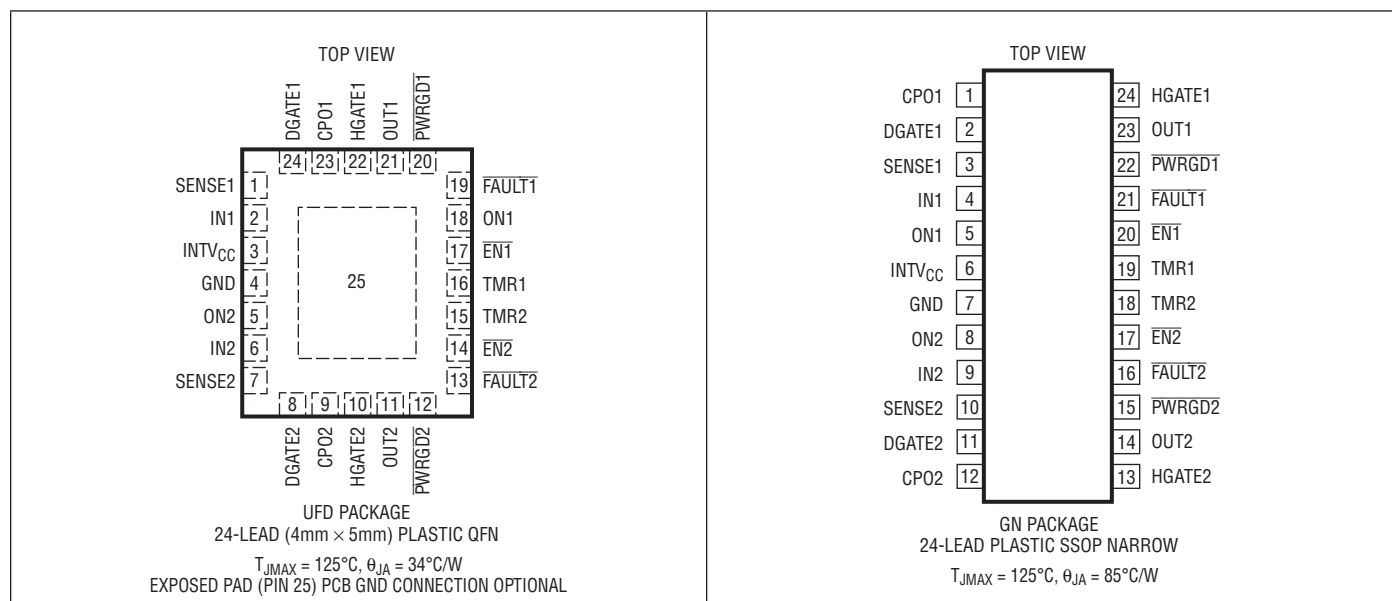 TOP VIEW
DGATE1
CPO1
HGATE1
OUT1
PWRGD1
24 23 22 21 20
SENSE1 1
IN1 2
INTVCC 3
GND 4
ON2 5
IN2 6
SENSE2 7
25
19 FAULT1
18 ON1
17 EN1
16 TMR1
15 TMR2
14 EN2
13 FAULT2
8 9 10 11 12
DGATE2
CPO2
HGATE2
OUT2
PWRGD2
UFD PACKAGE
24-LEAD (4mm × 5mm) PLASTIC QFN
TJMAX = 125°C, θJA = 34°C/W
EXPOSED PAD (PIN 25) PCB GND CONNECTION OPTIONAL
TOP VIEW
CPO1 1
DGATE1 2
SENSE1 3
IN1 4
ON1 5
INTVCC 6
GND 7
ON2 8
IN2 9
SENSE2 10
DGATE2 11
CPO2 12
24 HGATE1
23 OUT1
22 PWRGD1
21 FAULT1
20 EN1
19 TMR1
18 TMR2
17 EN2
16 FAULT2
15 PWRGD2
14 OUT2
13 HGATE2
GN PACKAGE
24-LEAD PLASTIC SSOP NARROW
TJMAX = 125°C, θJA = 85°C/W